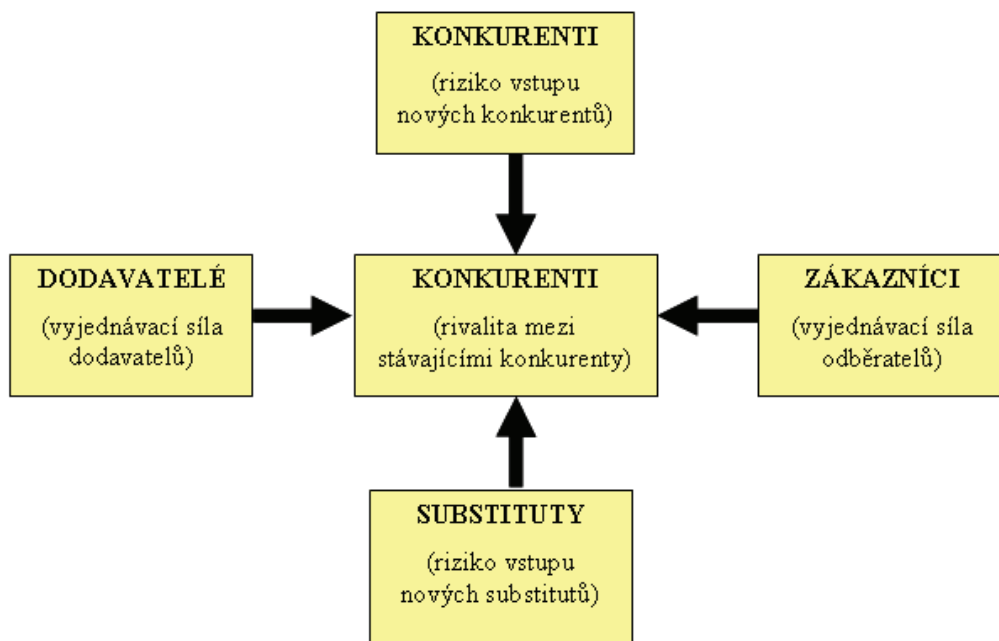 KONKURENTI
(riziko vstupu
nových konkurentů)
DODAVATELÉ
(vyjednávací síla
dodavatelů)
KONKURENTI
(rivalita mezi
stávajícími konkurenty)
ZÁKAZNÍCI
(vyjednávací síla
odběratelů)
SUBSTITUTY
(riziko vstupu
nových substitutů)